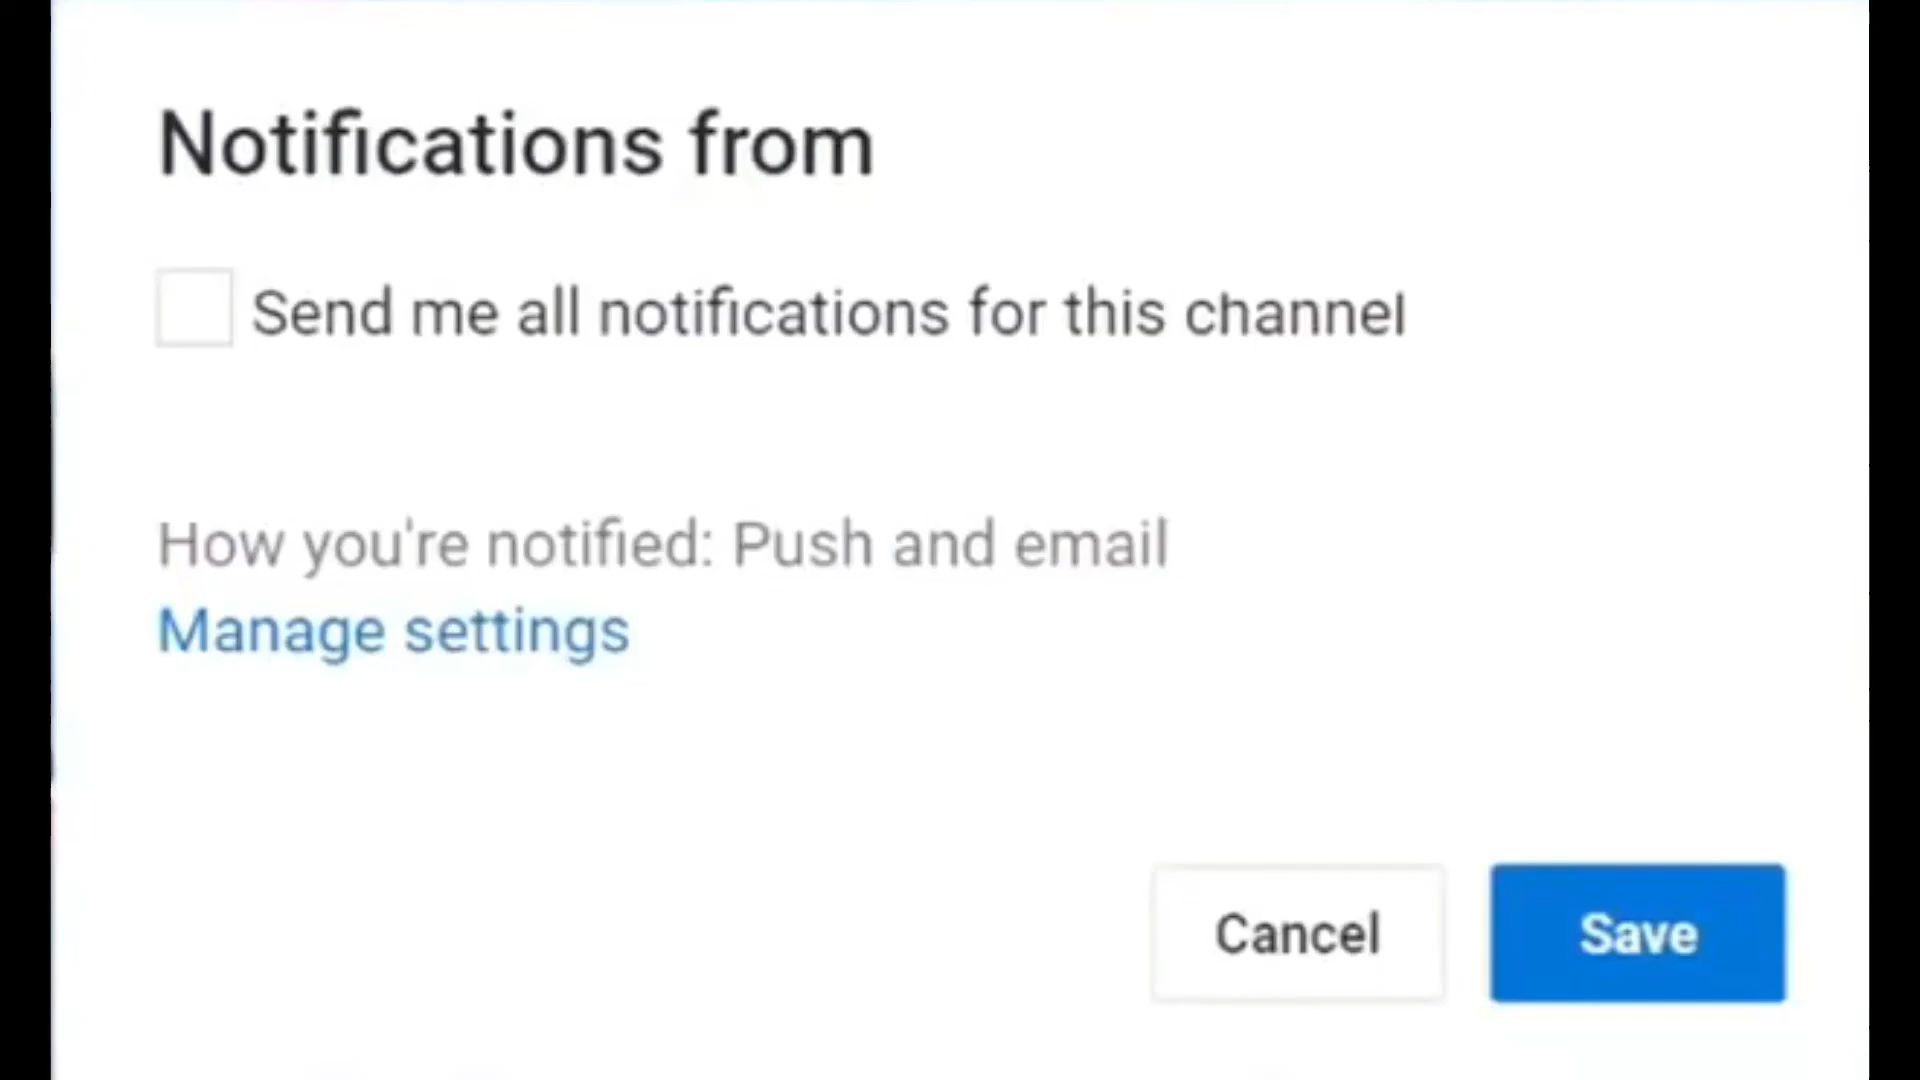 Notifications from
Send me all notifications for this channel
How you're notified: Push and email
Manage settings
Cancel
Save